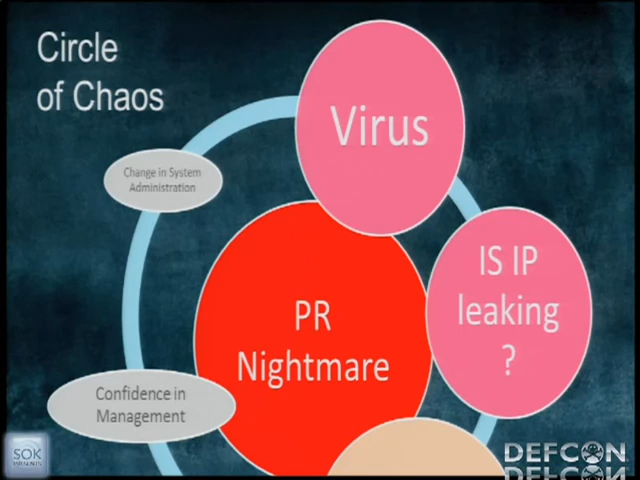 Circle
of Chaos
Virus
Change in System
Administration
IS IP
leaking
?
PR
Nightmare
Confidence in
Management
SOK
DEFCON